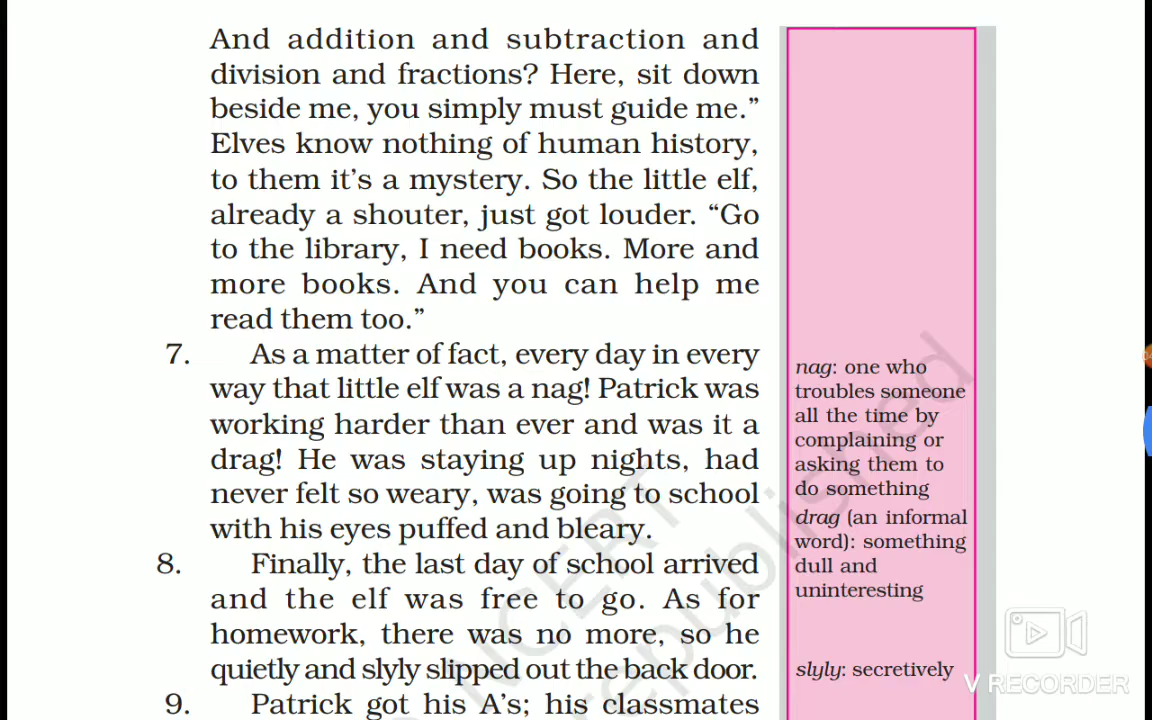 And addition and subtraction and
division and fractions? Here, sit down
beside me, you simply must guide me.”
Elves know nothing of human history,
to them it’s a mystery. So the little elf,
already a shouter, just got louder. “Go
to the library, I need books. More and
more books. And you can help me
read them too.”
7. As a matter of fact, every day in every
way that little elf was a nag! Patrick was
working harder than ever and was it a
drag! He was staying up nights, had
never felt so weary, was going to school
with his eyes puffed and bleary.
8. Finally, the last day of school arrived
and the elf was free to go. As for
homework, there was no more, so he
quietly and slyly slipped out the back door.
9. Patrick got his A’s; his classmates
nag: one who
troubles someone
all the time by
complaining or
asking them to
do something
drag (an informal
word): something
dull and
uninteresting
slyly: secretively
NCERT
republished
V RECORDER